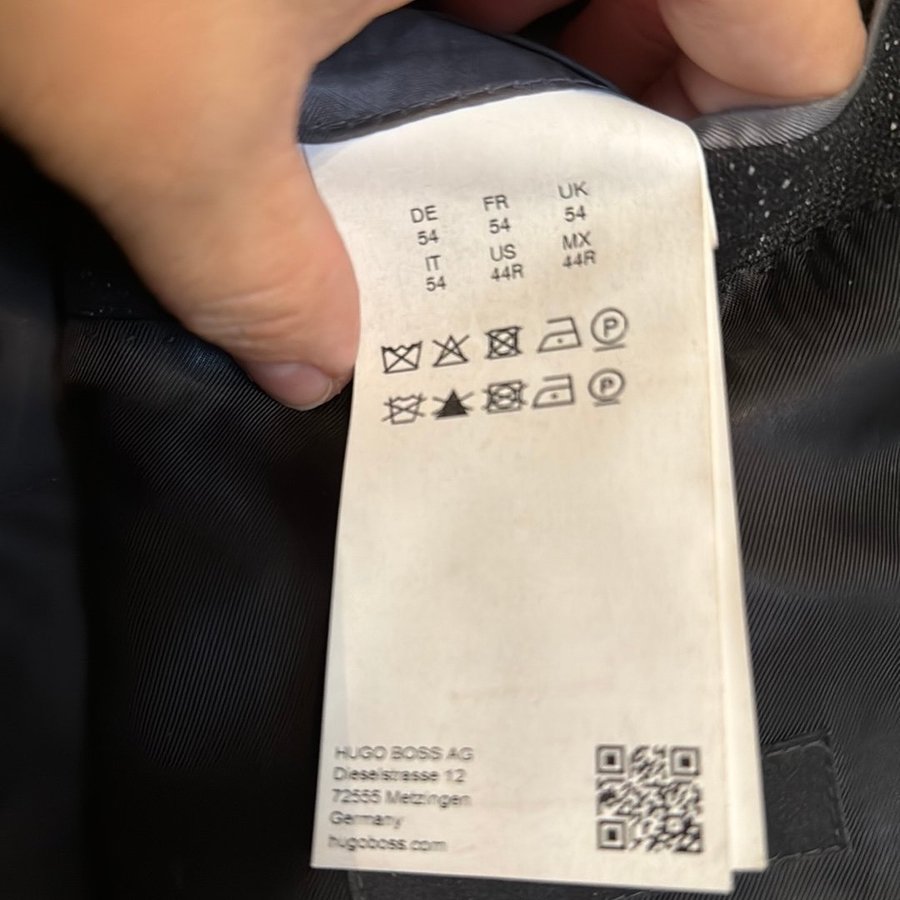 DE FR UK
54 54 54
IT US MX
54 44R 44R
P
P
HUGO BOSS AG
Dieselstrasse 12
72555 Metzingen
Germany
hugoboss.com